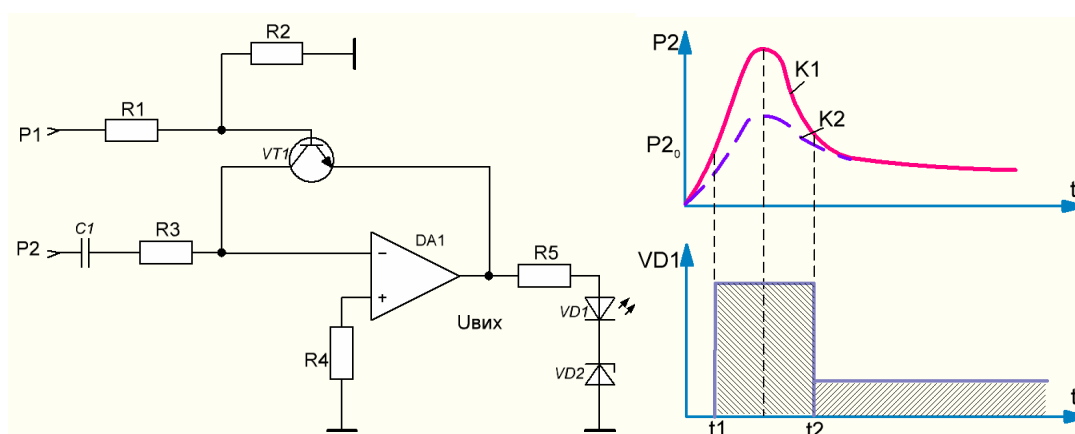 R2
R1
P1
VT1
C1
R3
P2
DA1
R5
−
+
Uвих
VD1
R4
VD2
P2
K1
K2
P2₀
t
VD1
t
t1
t2